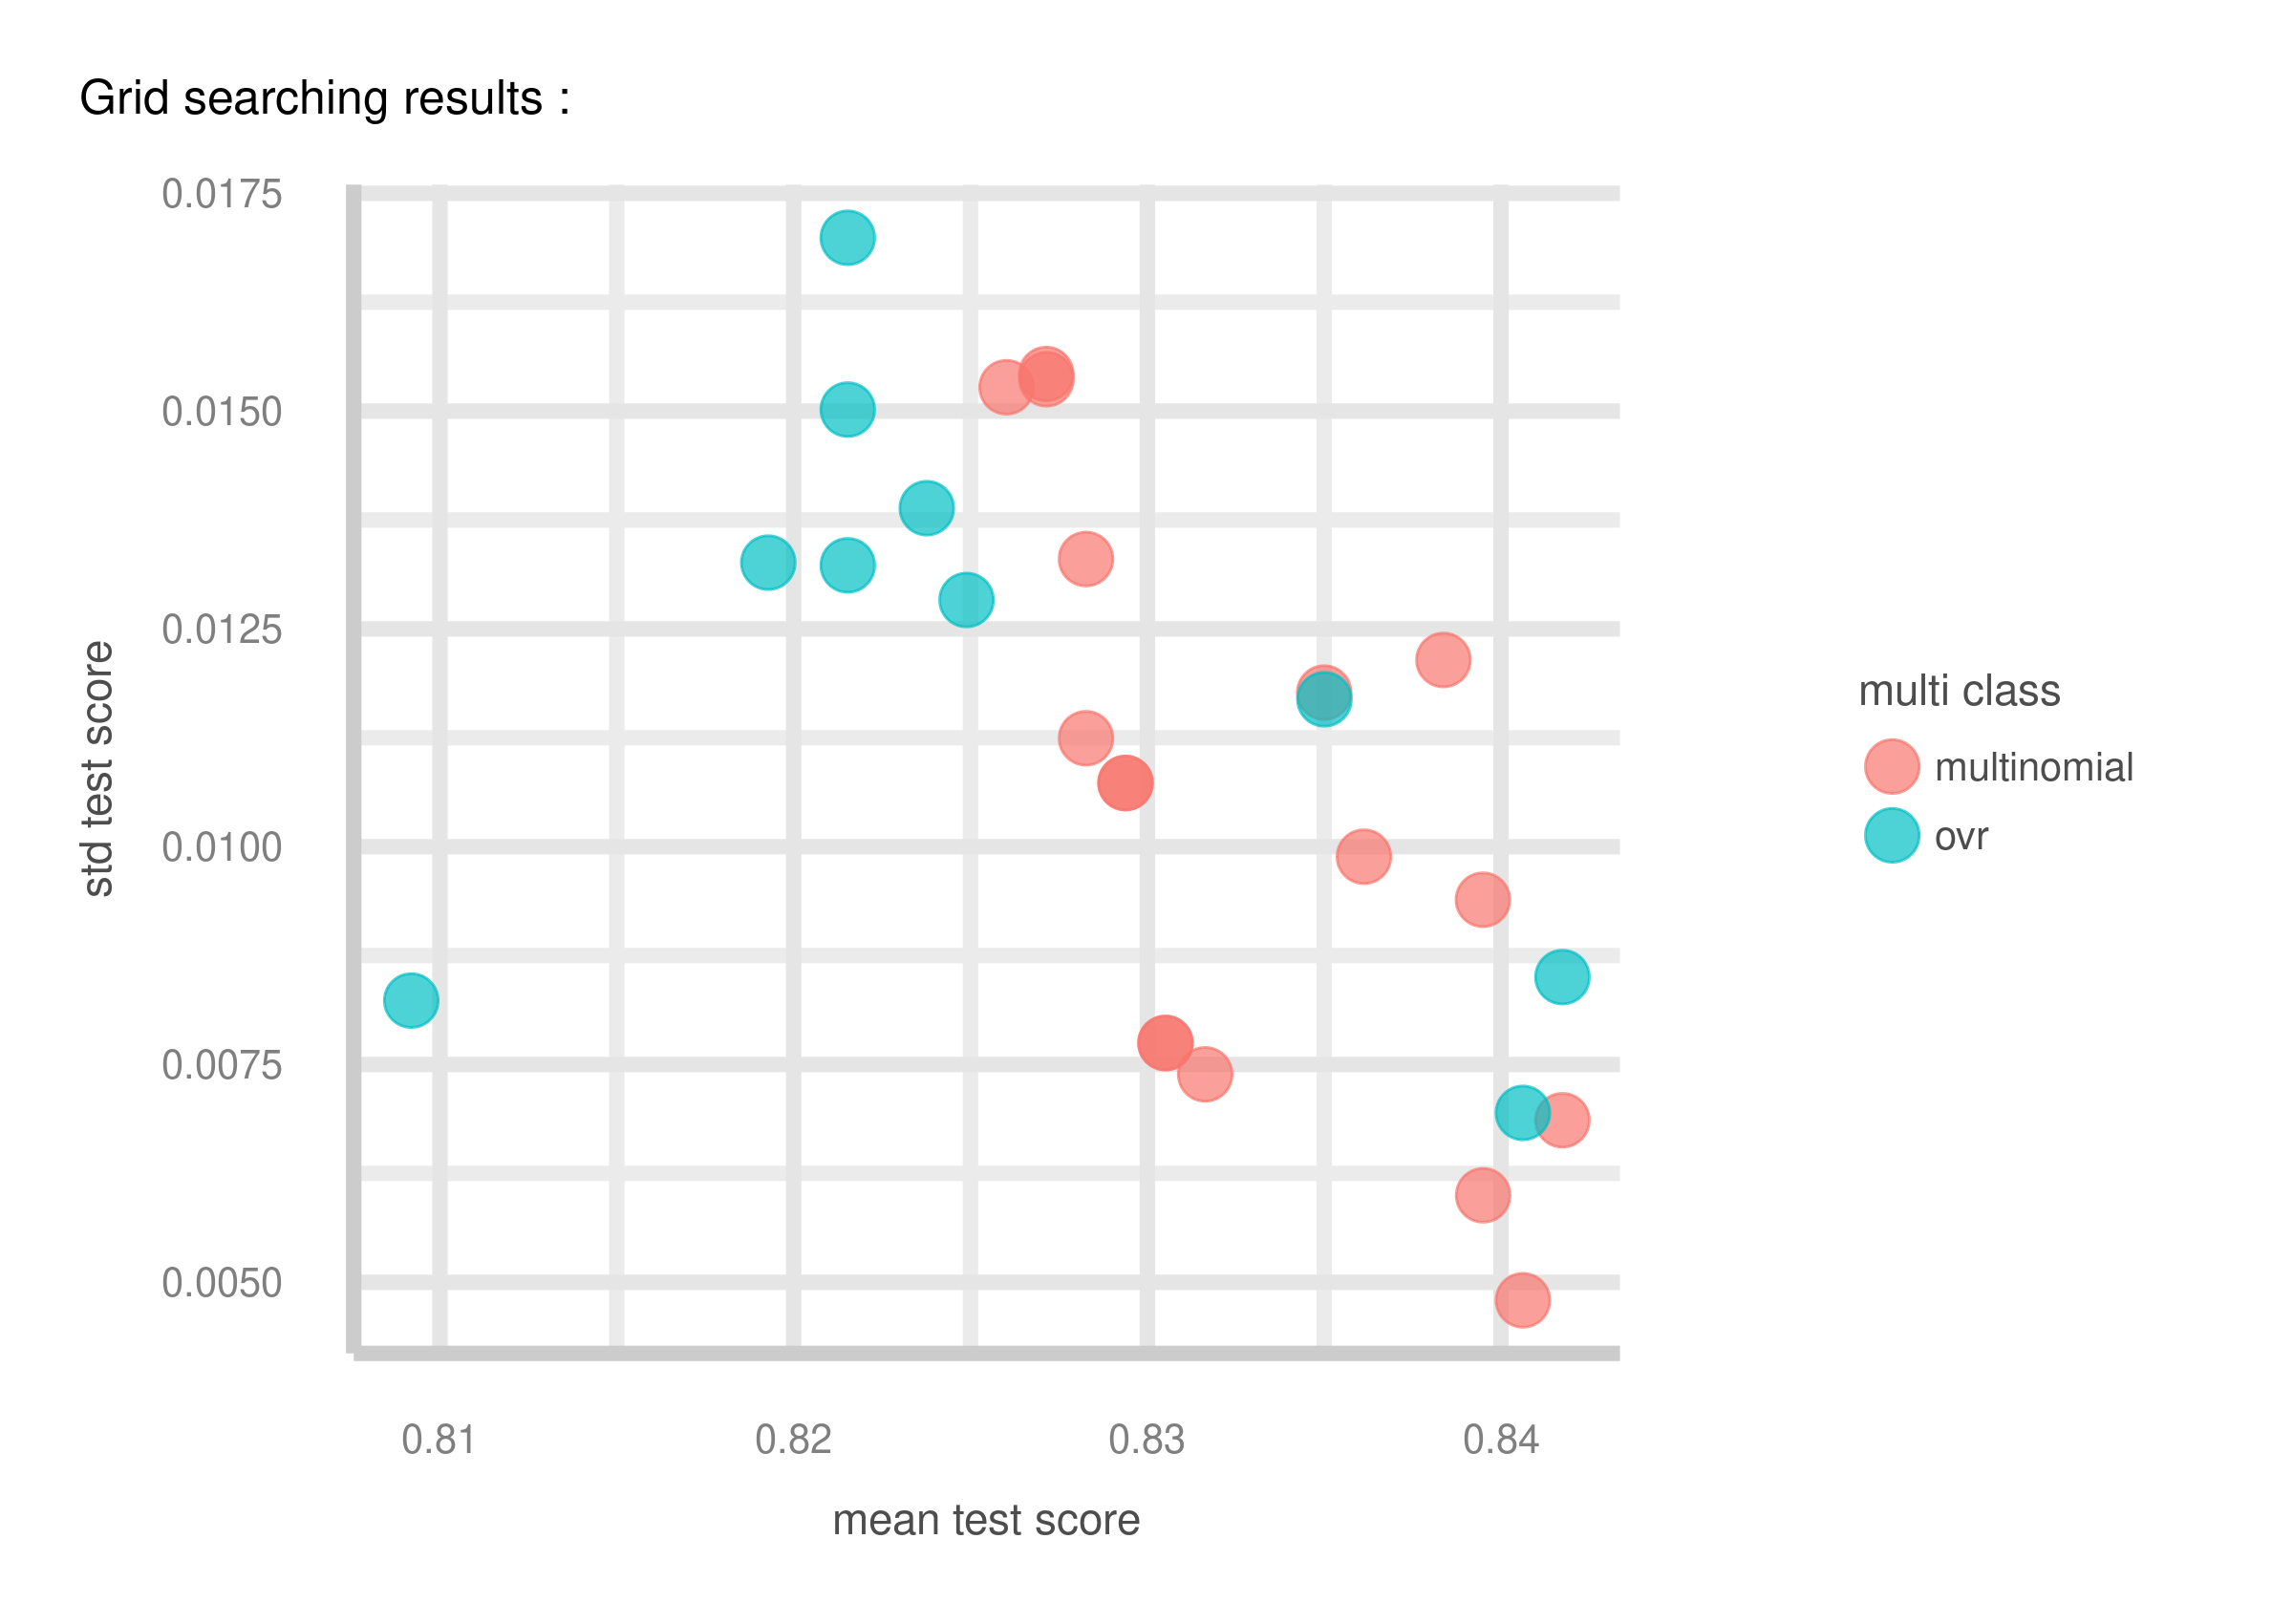 Grid searching results :
0.0175
0.0150
0.0125
0.0100
0.0075
0.0050
std test score
0.81
0.82
0.83
0.84
mean test score
multi class
multinomial
ovr